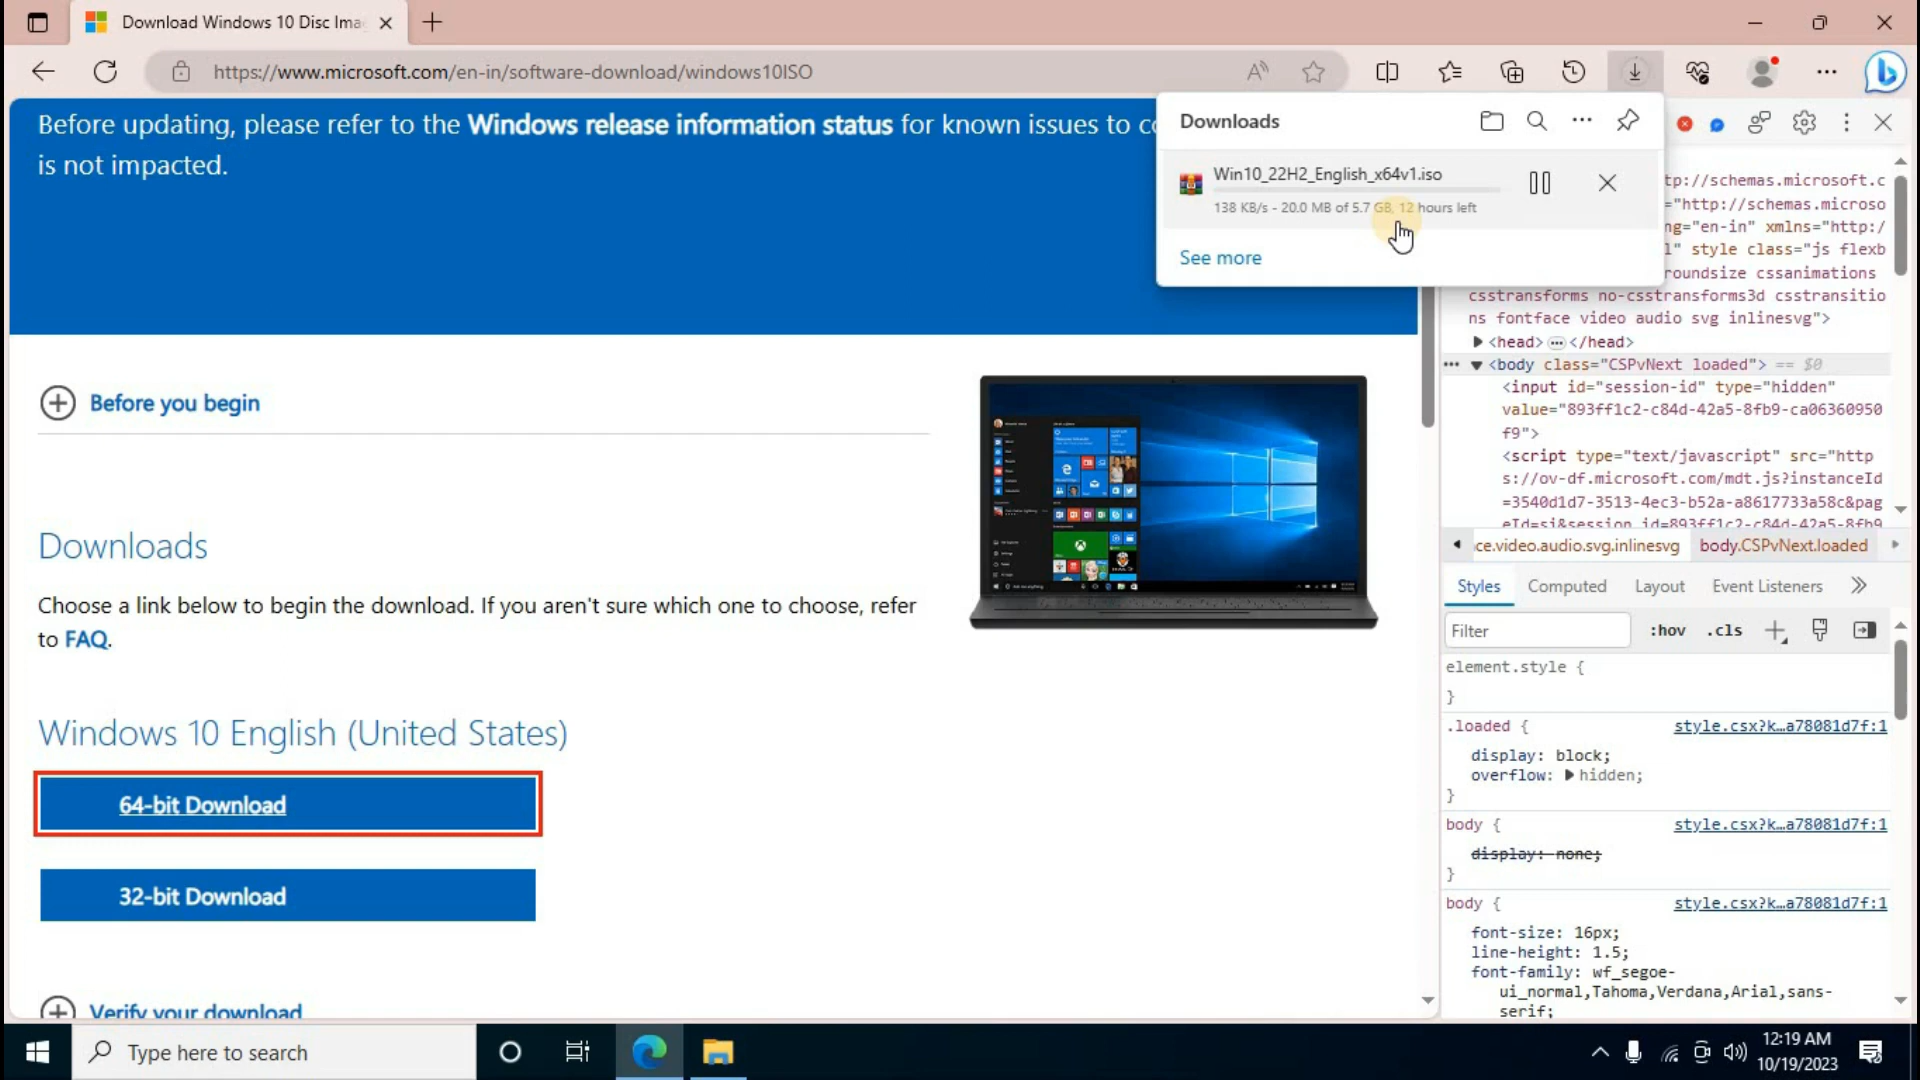 Download Windows 10 Disc Ima
https://www.microsoft.com/en-in/software-download/windows10ISO
Before updating, please refer to the Windows release information status for known issues to co
is not impacted.
Downloads
Win10_22H2_English_x64v1.iso
138 KB/s - 20.0 MB of 5.7 GB, 12 hours left
See more
Before you begin
Downloads
Choose a link below to begin the download. If you aren't sure which one to choose, refer
to FAQ.
Windows 10 English (United States)
64-bit Download
32-bit Download
Verify your download
tp://schemas.microsoft.c
="http://schemas.microso
ng="en-in" xmlns="http:/
l" style class="js flexb
roundsize cssanimations
csstransforms no-csstransforms3d csstransitio
ns fontface video audio svg inlinesvg">
<head> ••• </head>
••• <body class="CSPvNext loaded"> == $0
<input id="session-id" type="hidden"
value="893ff1c2-c84d-42a5-8fb9-ca06360950
f9">
<script type="text/javascript" src="http
s://ov-df.microsoft.com/mdt.js?instanceId
=3540d1d7-3513-4ec3-b52a-a8617733a58c&pag
eId=si&session_id=893ff1c2-c84d-42a5-8fb9
ce.video.audio.svg.inlinesvg body.CSPvNext.loaded
Styles Computed Layout Event Listeners
Filter :hov .cls
element.style {
}
.loaded { style.csx?k…a78081d7f:1
display: block;
overflow: hidden;
}
body { style.csx?k…a78081d7f:1
display: none;
}
body { style.csx?k…a78081d7f:1
font-size: 16px;
line-height: 1.5;
font-family: wf_segoe-
ui_normal,Tahoma,Verdana,Arial,sans-
serif;
Type here to search
12:19 AM
10/19/2023